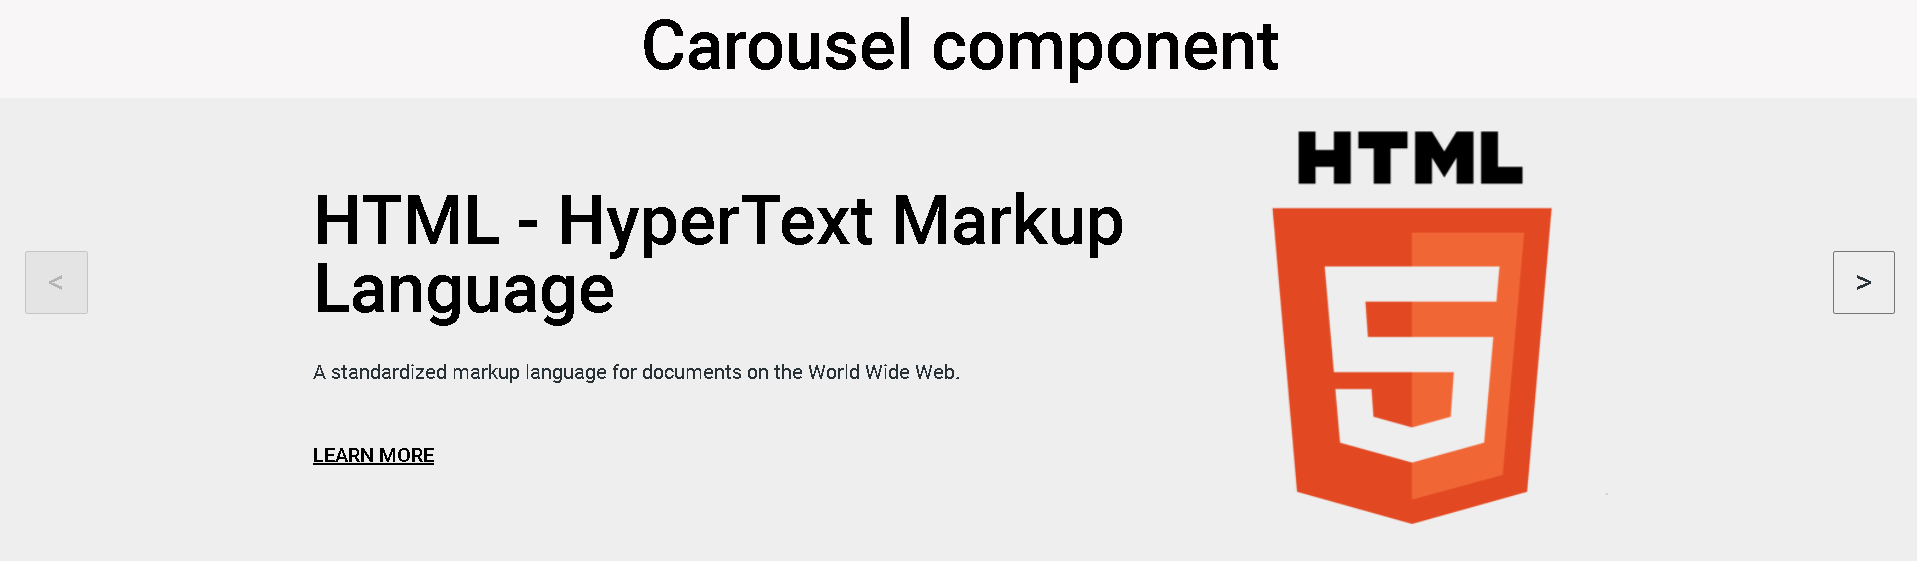 Carousel component
HTML
HTML - HyperText Markup
Language
<
>
A standardized markup language for documents on the World Wide Web.
LEARN MORE
5